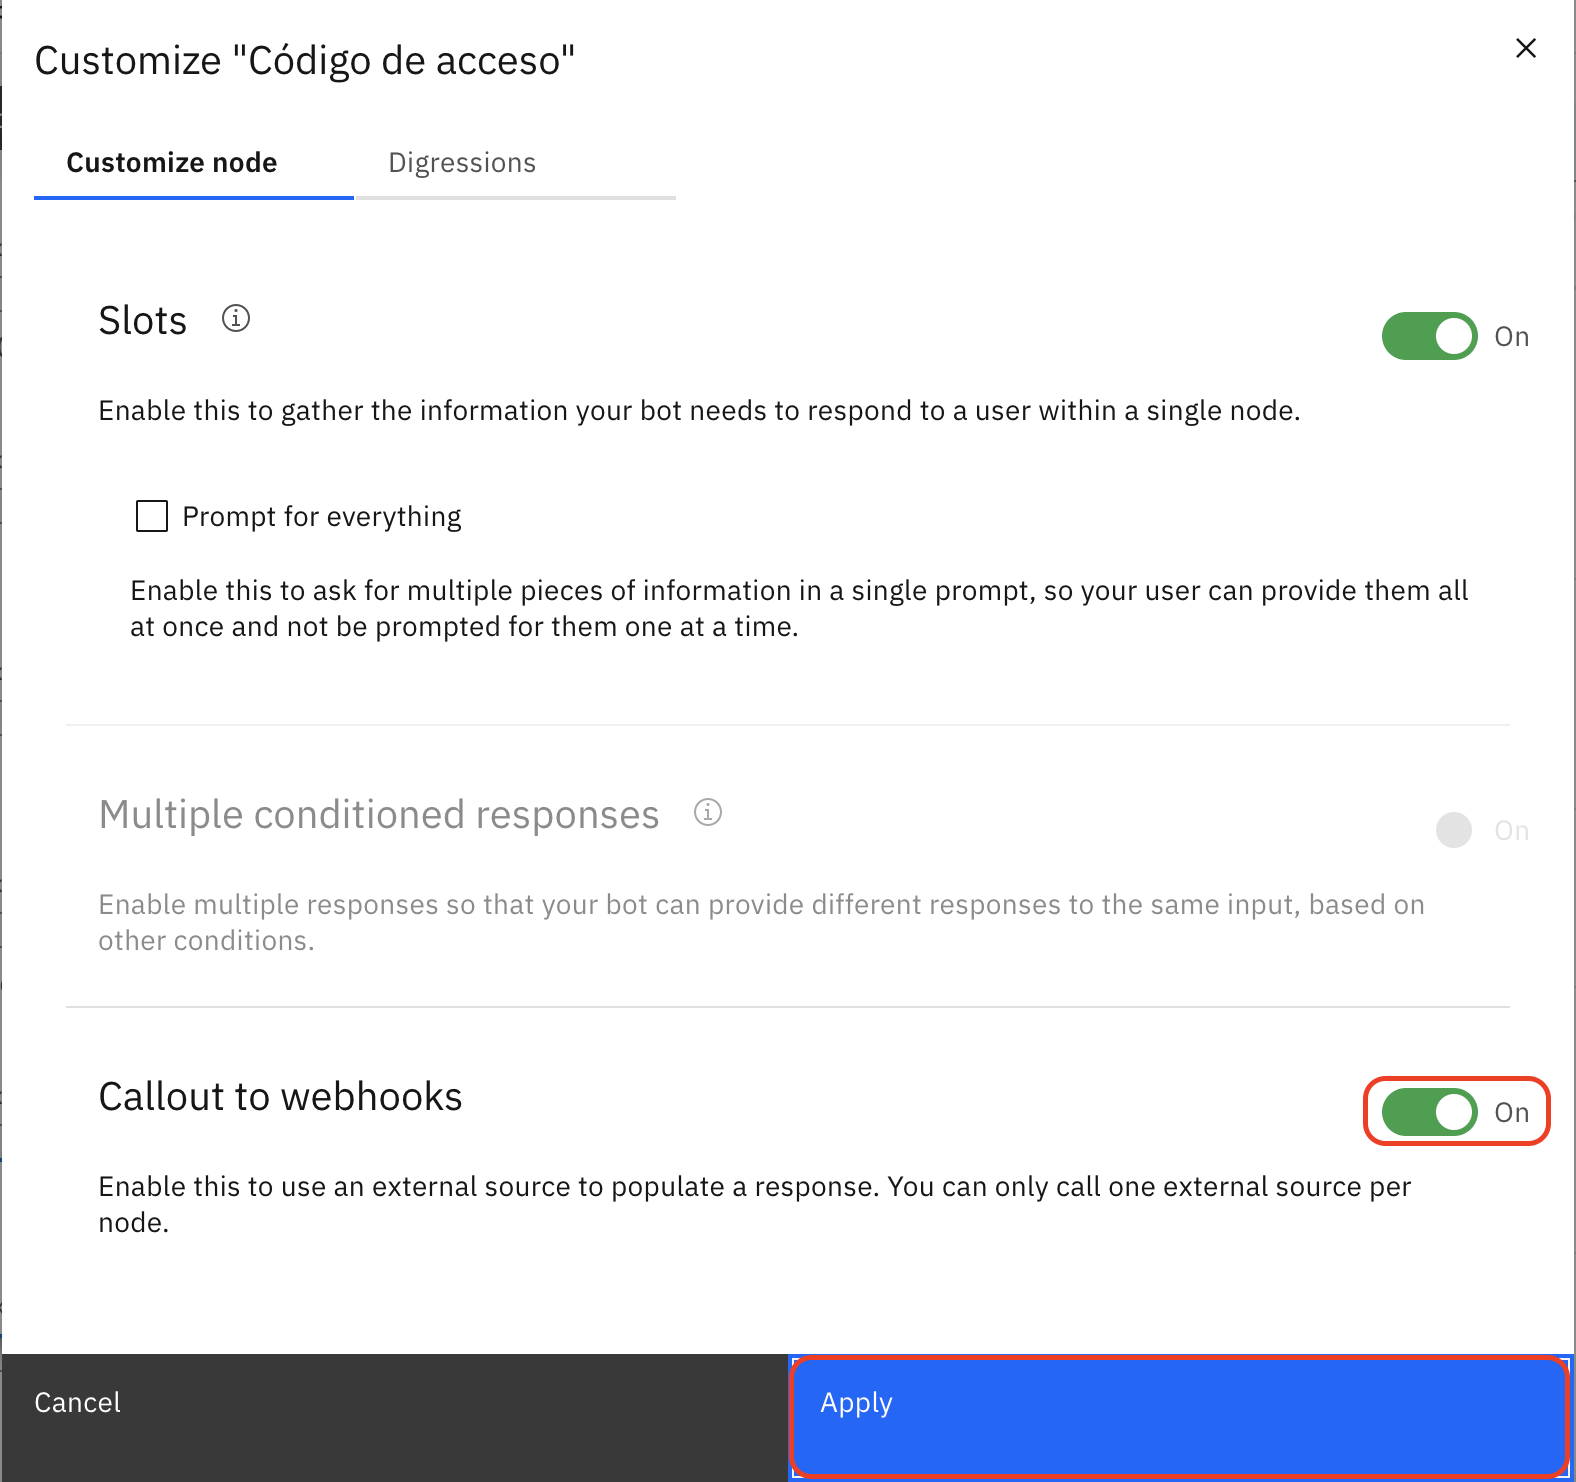 Customize "Código de acceso"
Customize node
Digressions
Slots
On
Enable this to gather the information your bot needs to respond to a user within a single node.
Prompt for everything
Enable this to ask for multiple pieces of information in a single prompt, so your user can provide them all
at once and not be prompted for them one at a time.
Multiple conditioned responses
On
Enable multiple responses so that your bot can provide different responses to the same input, based on
other conditions.
Callout to webhooks
On
Enable this to use an external source to populate a response. You can only call one external source per
node.
Cancel
Apply